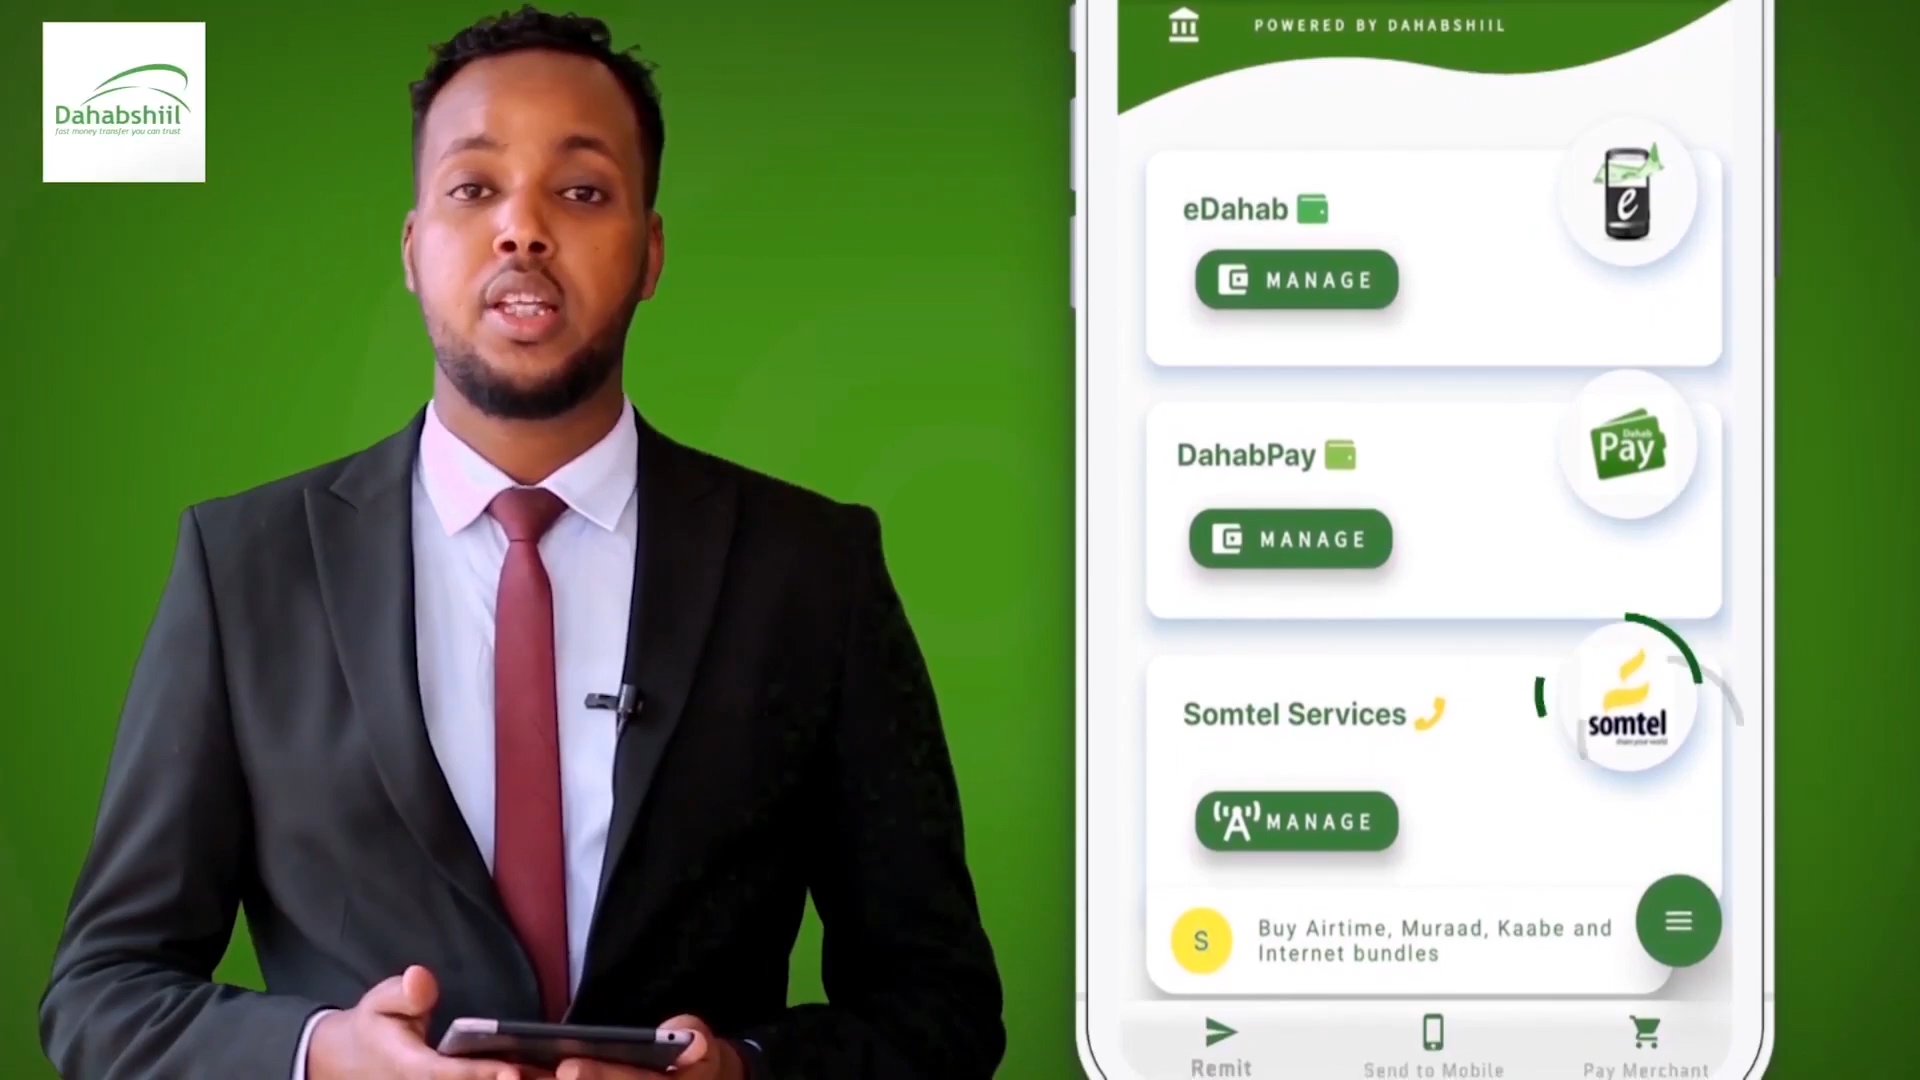 Dahabshiil
fast money transfer you can trust
POWERED BY DAHABSHIIL
eDahab
e
MANAGE
DahabPay
Dahab
Pay
MANAGE
Somtel Services
somtel
MANAGE
S
Buy Airtime, Muraad, Kaabe and
Internet bundles
Remit
Send to Mobile
Pay Merchant